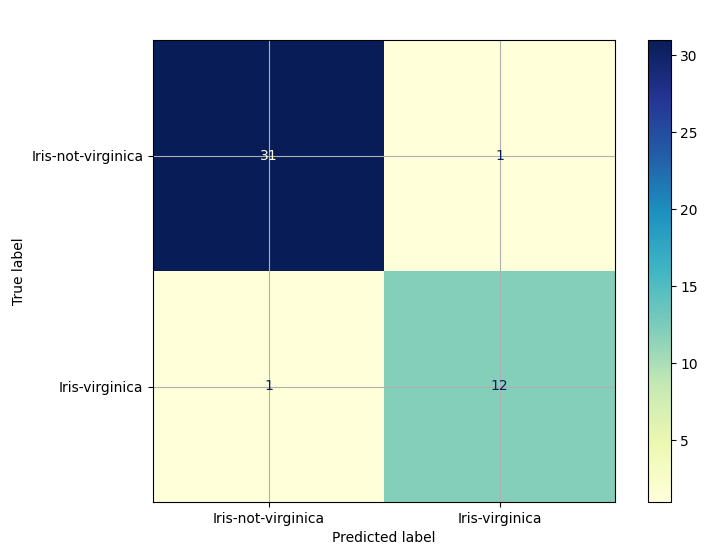 Iris-not-virginica
31 1
True label
Iris-virginica
1 12
Iris-not-virginica Iris-virginica
Predicted label
30
25
20
15
10
5